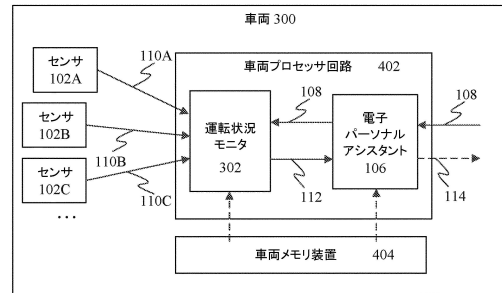 車両 300
センサ
102A
110A
車両プロセッサ回路 402
センサ
102B
110B
運転状況
モニタ
302
108
電子
パーソナル
アシスタント
106
108
センサ
102C
110C
112
114
...
車両メモリ装置 404